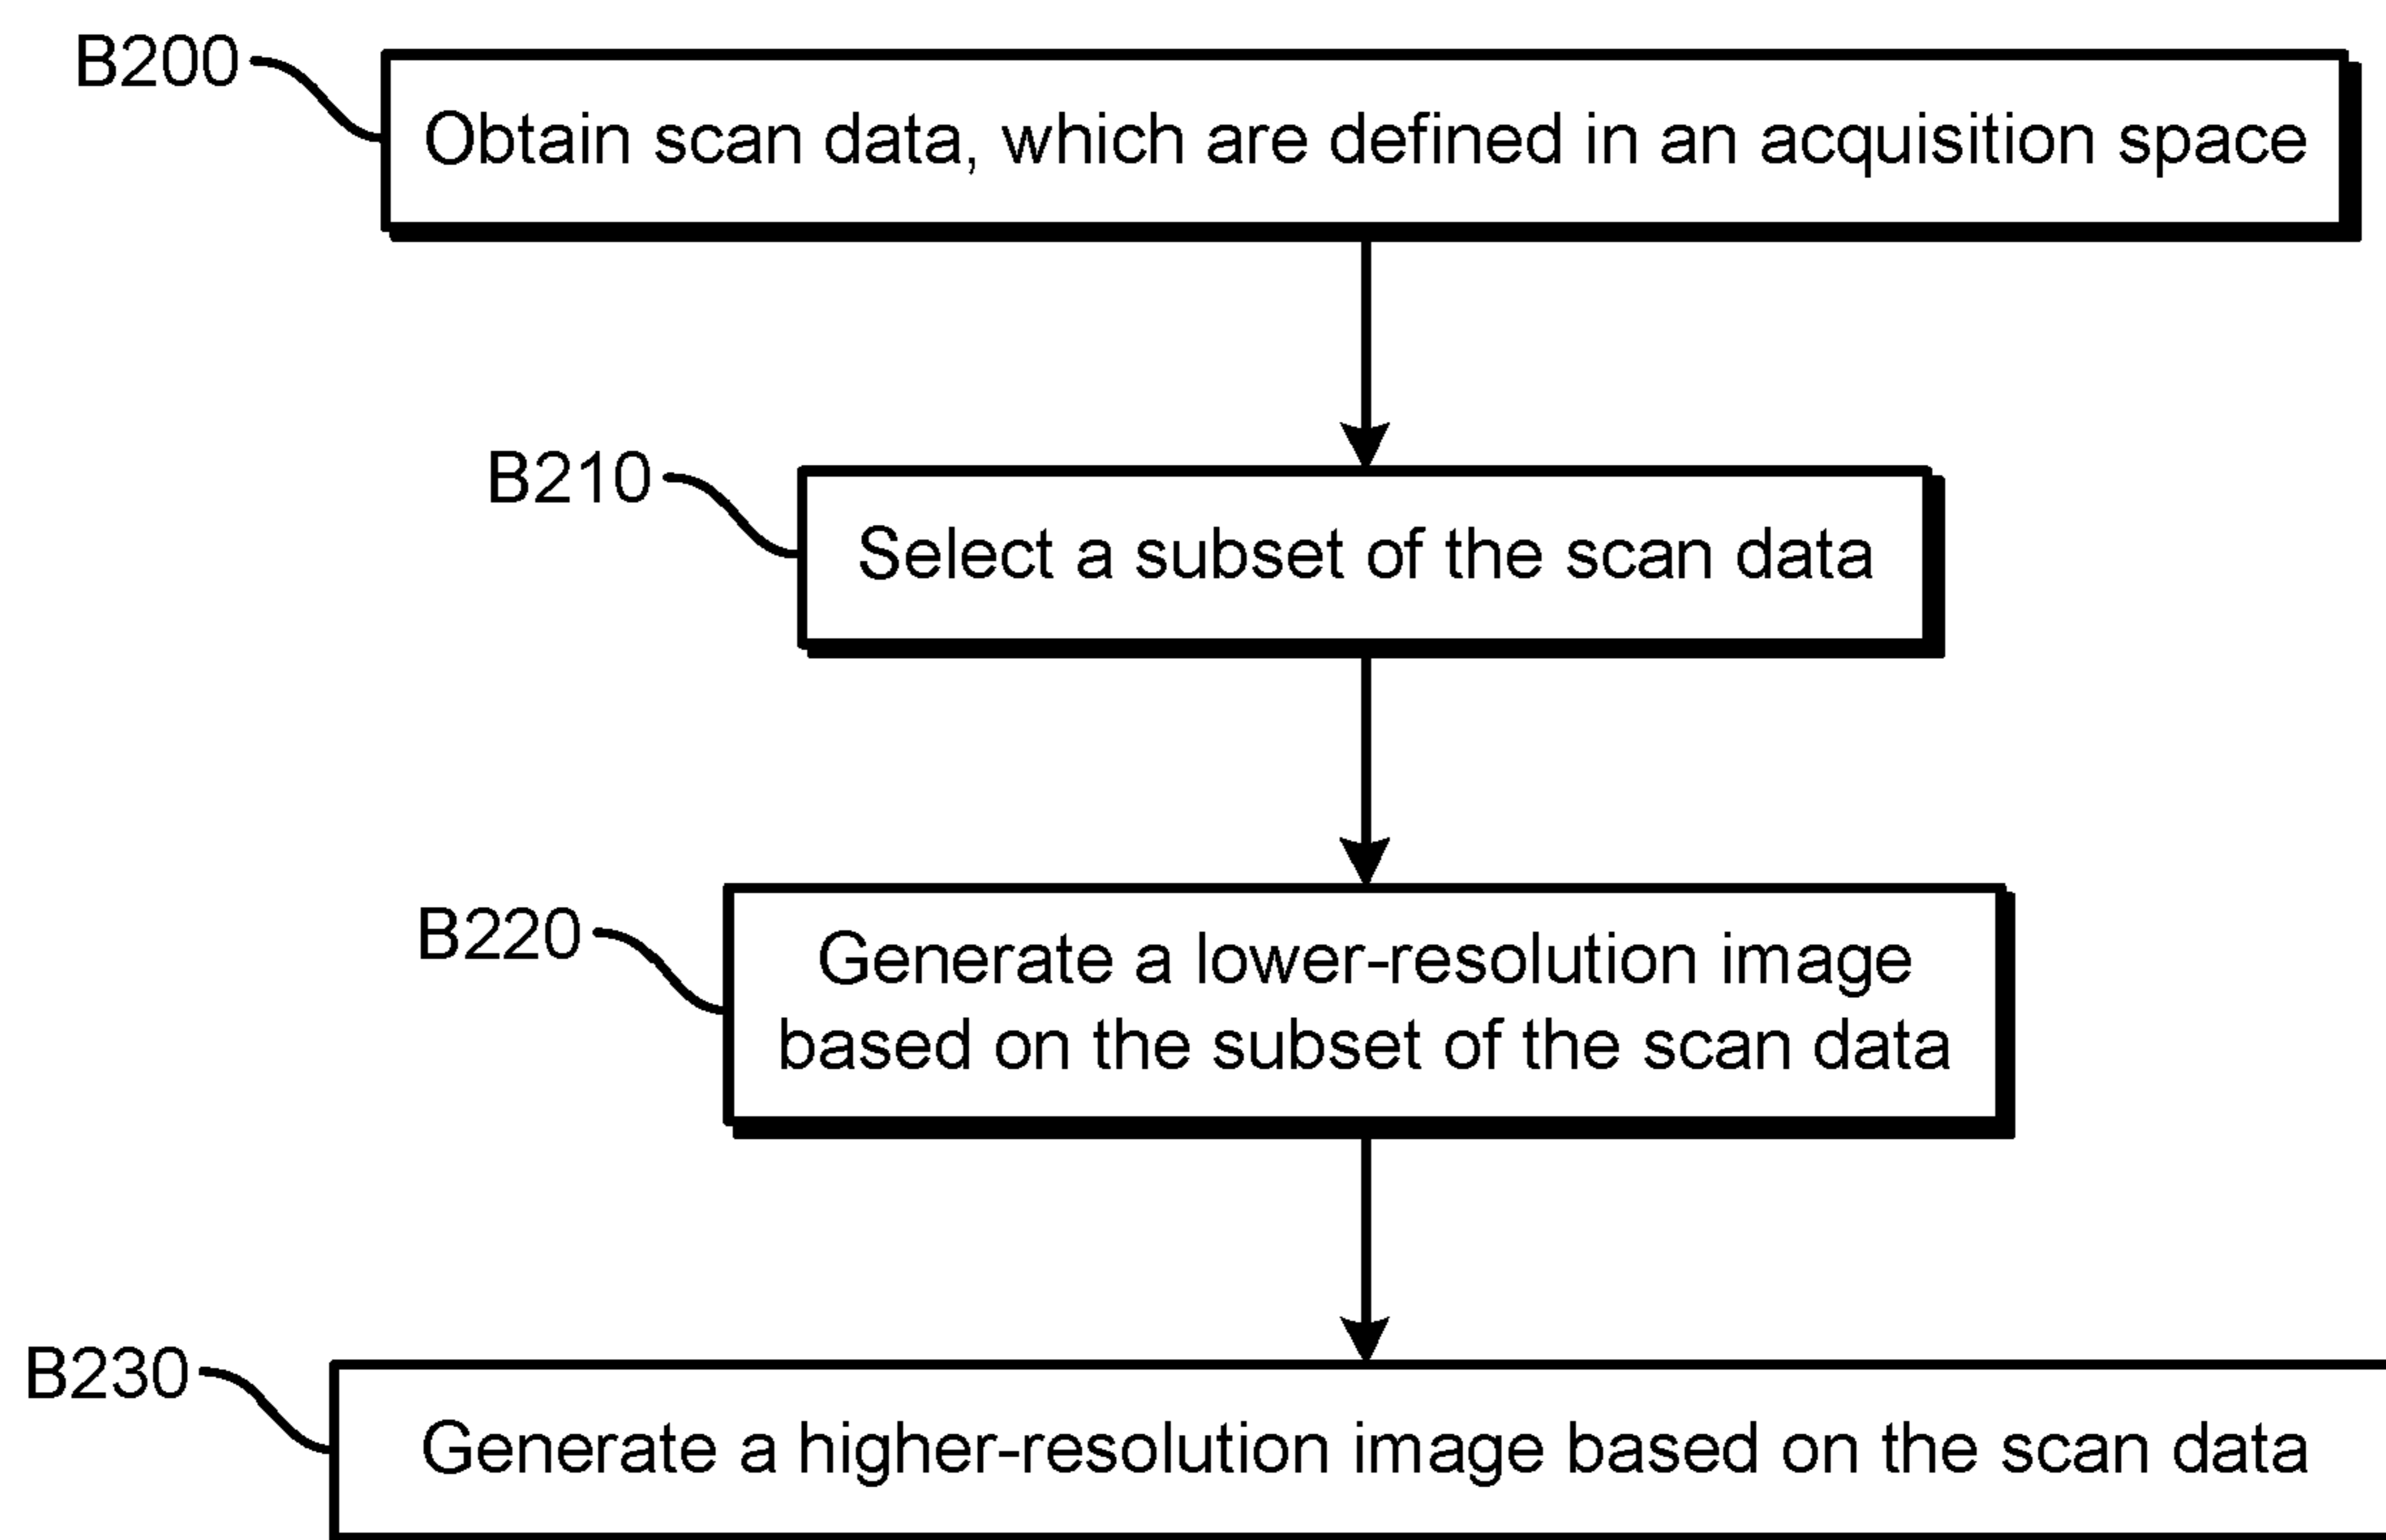 B200
Obtain scan data, which are defined in an acquisition space
B210
Select a subset of the scan data
B220
Generate a lower-resolution image
based on the subset of the scan data
B230
Generate a higher-resolution image based on the scan data